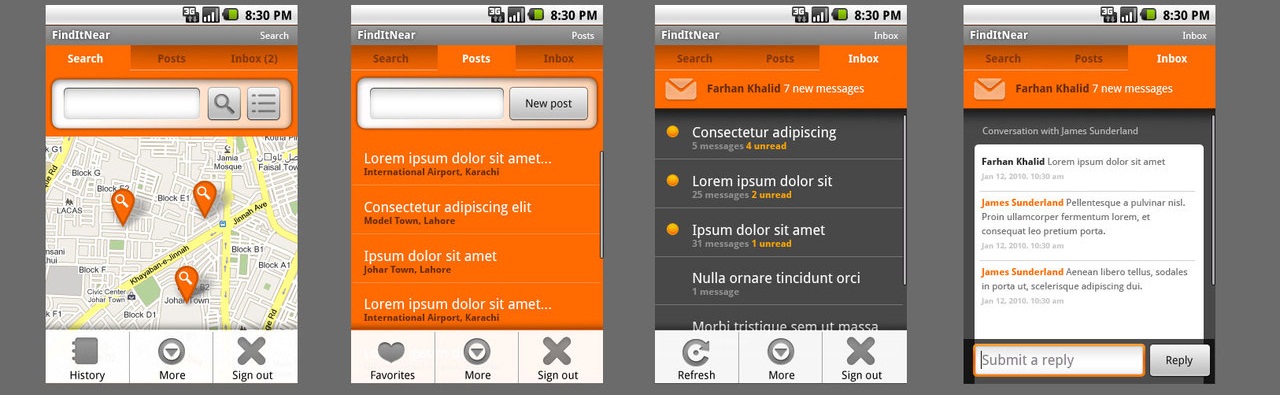 3G 8:30 PM
FindItNear Search
Search Posts Inbox (2)
Kotha P
k G1
Jamia
Mosque
Block G
Block E1
LACAS
Jinnah Ave
Block B1
Khayaban-e-Jinnah
Block A1
Block F
Civic Center
Johar Town
Johar Town
B2
Block F1
Block D1
History More Sign out
3G 8:30 PM
FindItNear Posts
Search Posts Inbox
New post
Lorem ipsum dolor sit amet...
International Airport, Karachi
Consectetur adipiscing elit
Model Town, Lahore
Ipsum dolor sit amet
Johar Town, Lahore
Lorem ipsum dolor sit amet...
International Airport, Karachi
Favorites More Sign out
3G 8:30 PM
FindItNear Inbox
Search Posts Inbox
Farhan Khalid 7 new messages
Consectetur adipiscing
5 messages 4 unread
Lorem ipsum dolor sit
25 messages 2 unread
Ipsum dolor sit amet
31 messages 1 unread
Nulla ornare tincidunt orci
1 message
Morbi tristique sem ut massa
Refresh More Sign out
3G 8:30 PM
FindItNear Inbox
Search Posts Inbox
Farhan Khalid 7 new messages
Conversation with James Sunderland
Farhan Khalid Lorem ipsum dolor sit amet
Jan 12, 2010. 10:30 am
James Sunderland Pellentesque a pulvinar nisl.
Proin ullamcorper fermentum lorem, et
consequat leo pretium porta.
Jan 12, 2010. 10:30 am
James Sunderland Aenean libero tellus, sodales
in porta ut, scelerisque adipiscing dui.
Jan 12, 2010. 10:30 am
Submit a reply Reply